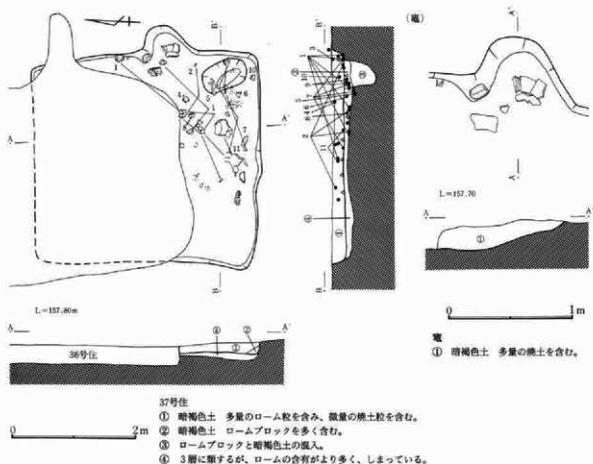 (竈)
B'
A'
A
A'
B
A
L=157.80m
A
A'
36号住
④
①
②
0
2m
B'
B
L=157.70
A
A'
①
0
1m
竈
① 暗褐色土 多量の焼土を含む。
37号住
① 暗褐色土 多量のローム粒を含み、微量の焼土粒を含む。
② 暗褐色土 ロームブロックを多く含む。
③ ロームブロックと暗褐色土の混入。
④ 3層に類するが、ロームの含有がより多く、しまっている。